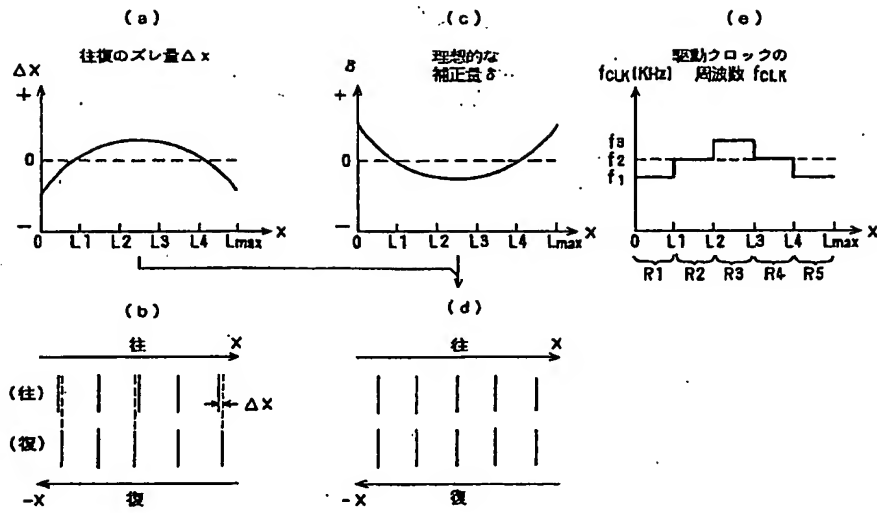 (a)
往復のズレ量Δx
ΔX
+
0
−
0 L1 L2 L3 L4 Lmax X
(c)
理想的な
補正量δ
δ
+
0
−
0 L1 L2 L3 L4 Lmax X
(e)
駆動クロックの
周波数 fCLK
fCLK[KHz]
f3
f2
f1
0 L1 L2 L3 L4 Lmax X
R1 R2 R3 R4 R5
(b)
往 X
(往)
ΔX
(復)
-X 復
(d)
往 X
-X 復